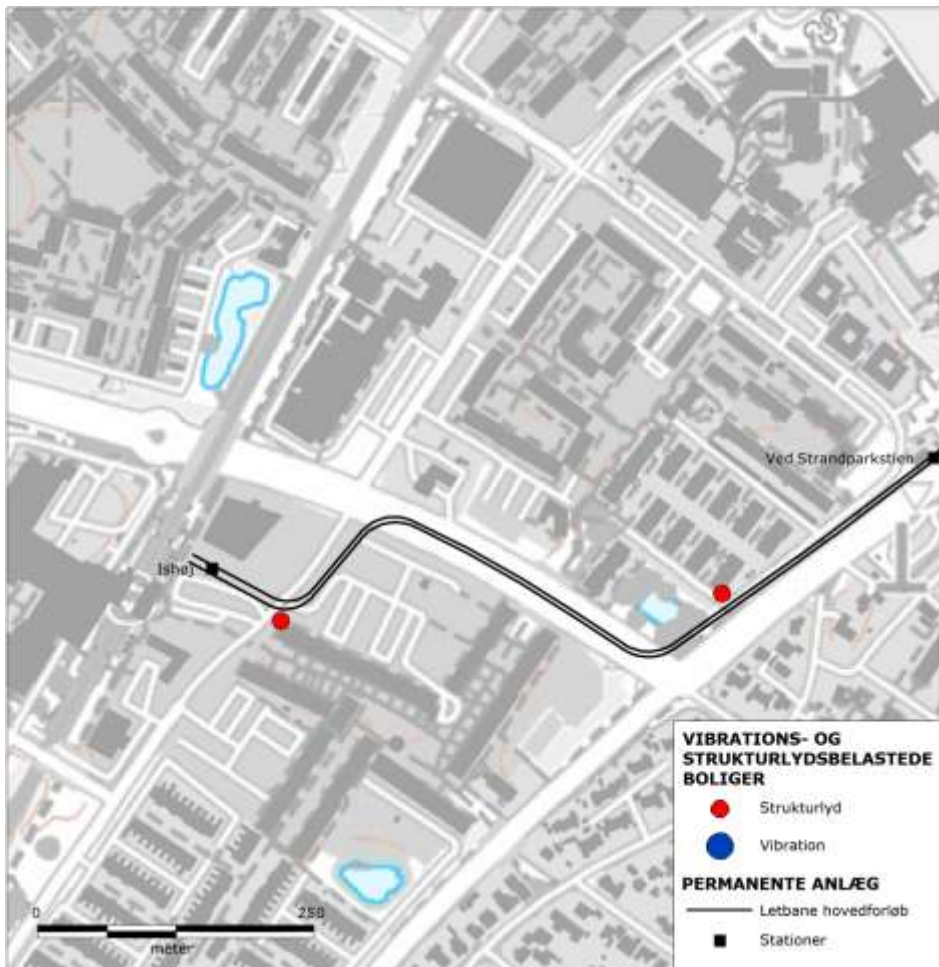 Ved Strandparkstien
Ishøj
VIBRATIONS- OG
STRUKTURLYDSBELASTEDE
BOLIGER
Strukturlyd
Vibration
PERMANENTE ANLÆG
Letbane hovedforløb
Stationer
0 250
meter